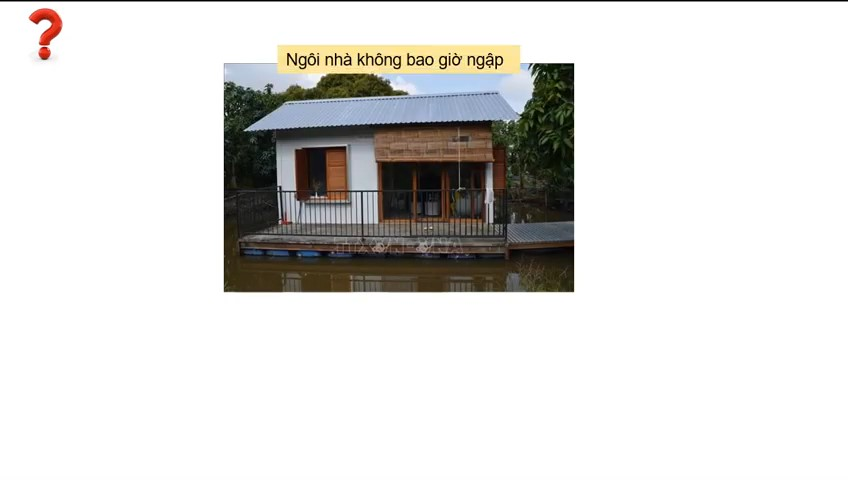 Ngôi nhà không bao giờ ngập